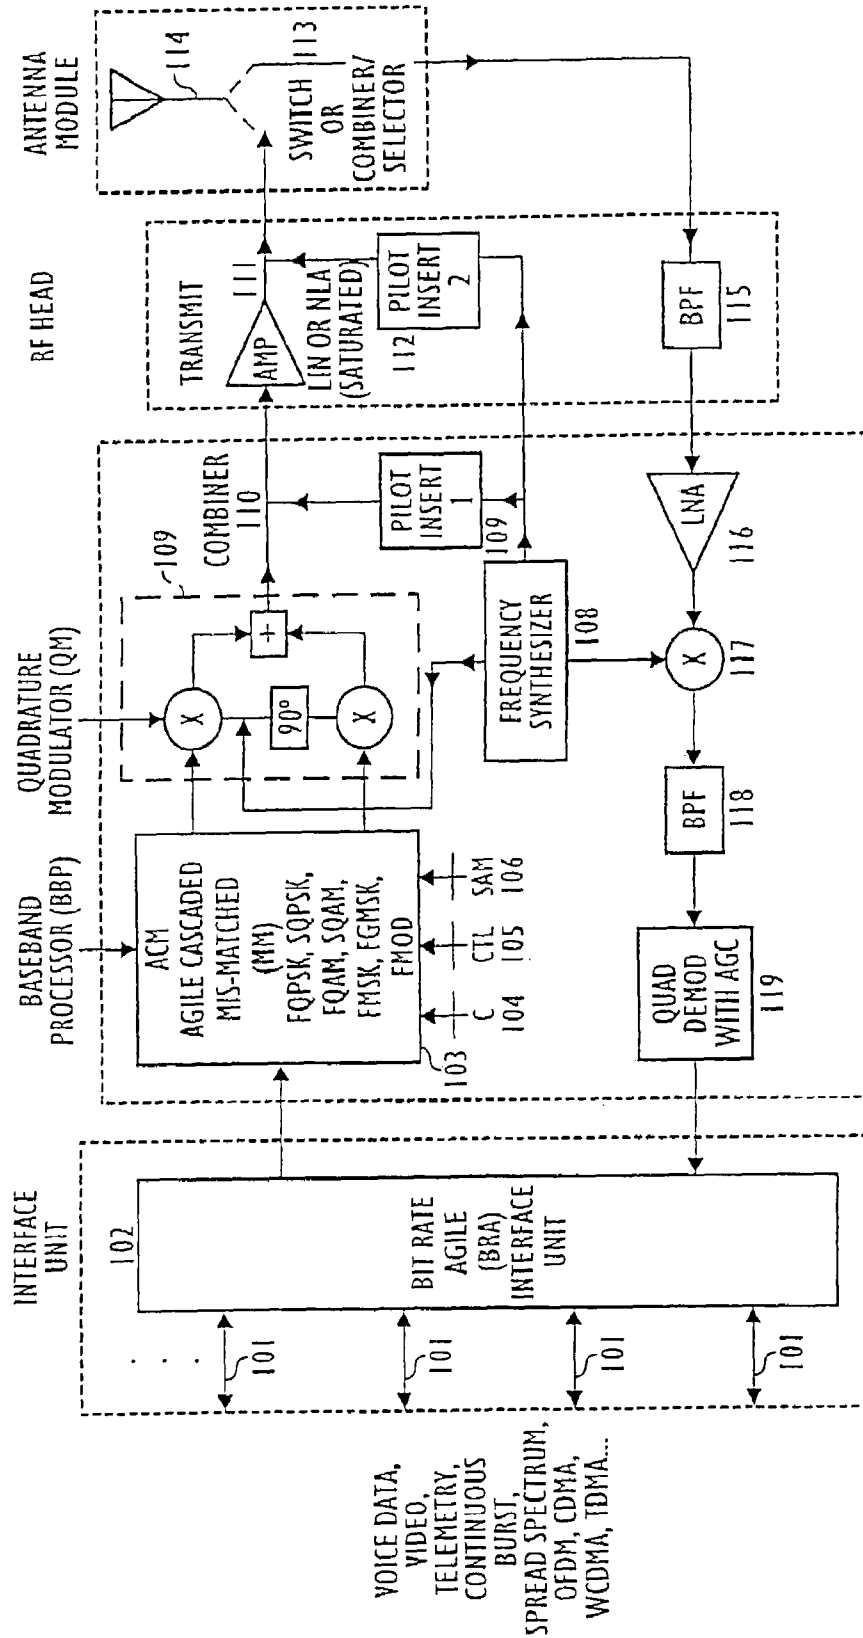 INTERFACE
UNIT
BASEBAND
PROCESSOR (BBP)
QUADRATURE
MODULATOR (QM)
RF HEAD
ANTENNA
MODULE
VOICE DATA,
VIDEO,
TELEMETRY,
CONTINUOUS
BURST,
SPREAD SPECTRUM,
OFDM, CDMA,
WCDMA, TDMA...
. . . .
101
101
101
101
102
BIT RATE
AGILE
(BRA)
INTERFACE
UNIT
ACM
AGILE CASCADED
MIS-MATCHED
(MM)
FQPSK, SQPSK,
FQAM, SQAM,
FMSK, FGMSK,
FMOD
103
C
104
CTL
105
SAM
106
X
90°
X
+
109
COMBINER
110
PILOT
INSERT
1
109
FREQUENCY
SYNTHESIZER
108
TRANSMIT
AMP
111
LIN OR NLA
(SATURATED)
PILOT
INSERT
2
112
114
113
SWITCH
OR
COMBINER/
SELECTOR
BPF
115
LNA
116
X
117
BPF
118
QUAD
DEMOD
WITH AGC
119